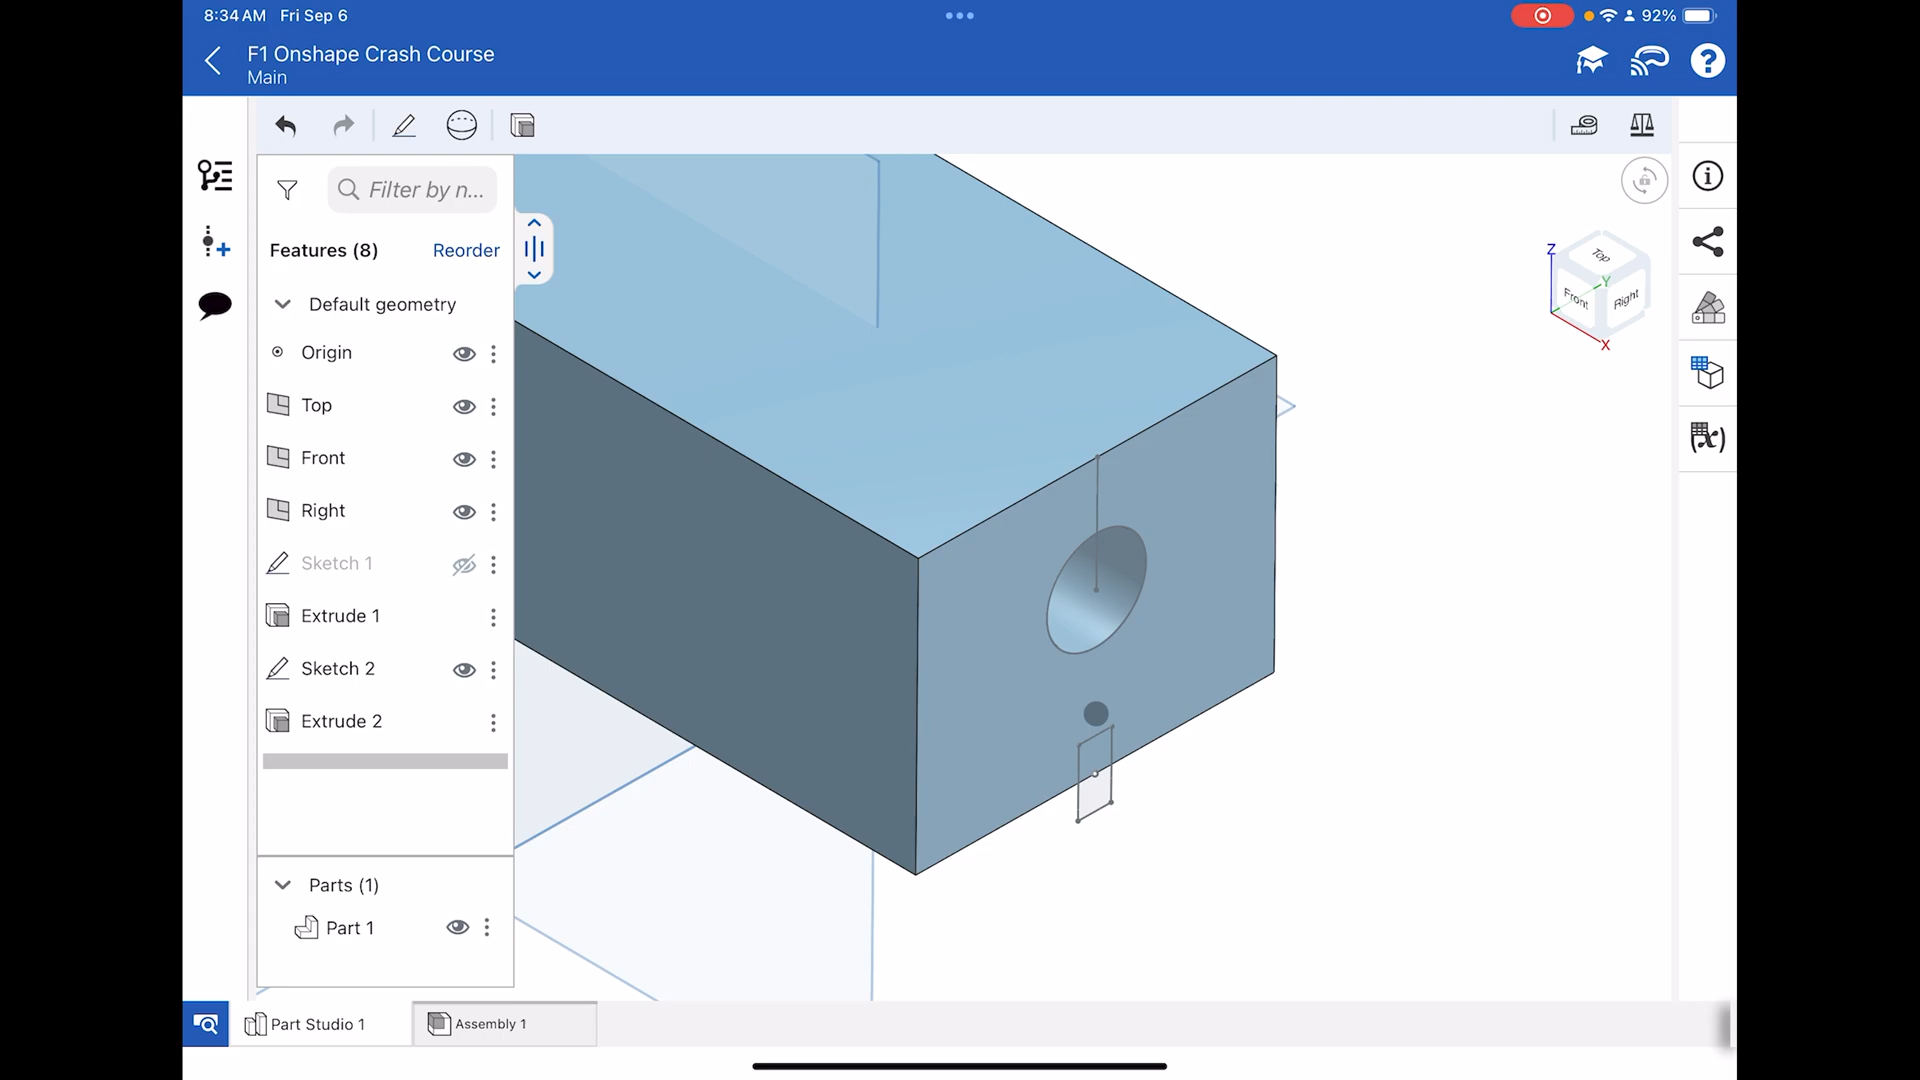 8:34 AM Fri Sep 6
92%
F1 Onshape Crash Course
Main
Filter by n...
Features (8) Reorder
Default geometry
Origin
Top
Front
Right
Sketch 1
Extrude 1
Sketch 2
Extrude 2
Parts (1)
Part 1
Z
Top
Y
Front
Right
X
(x)
Part Studio 1
Assembly 1